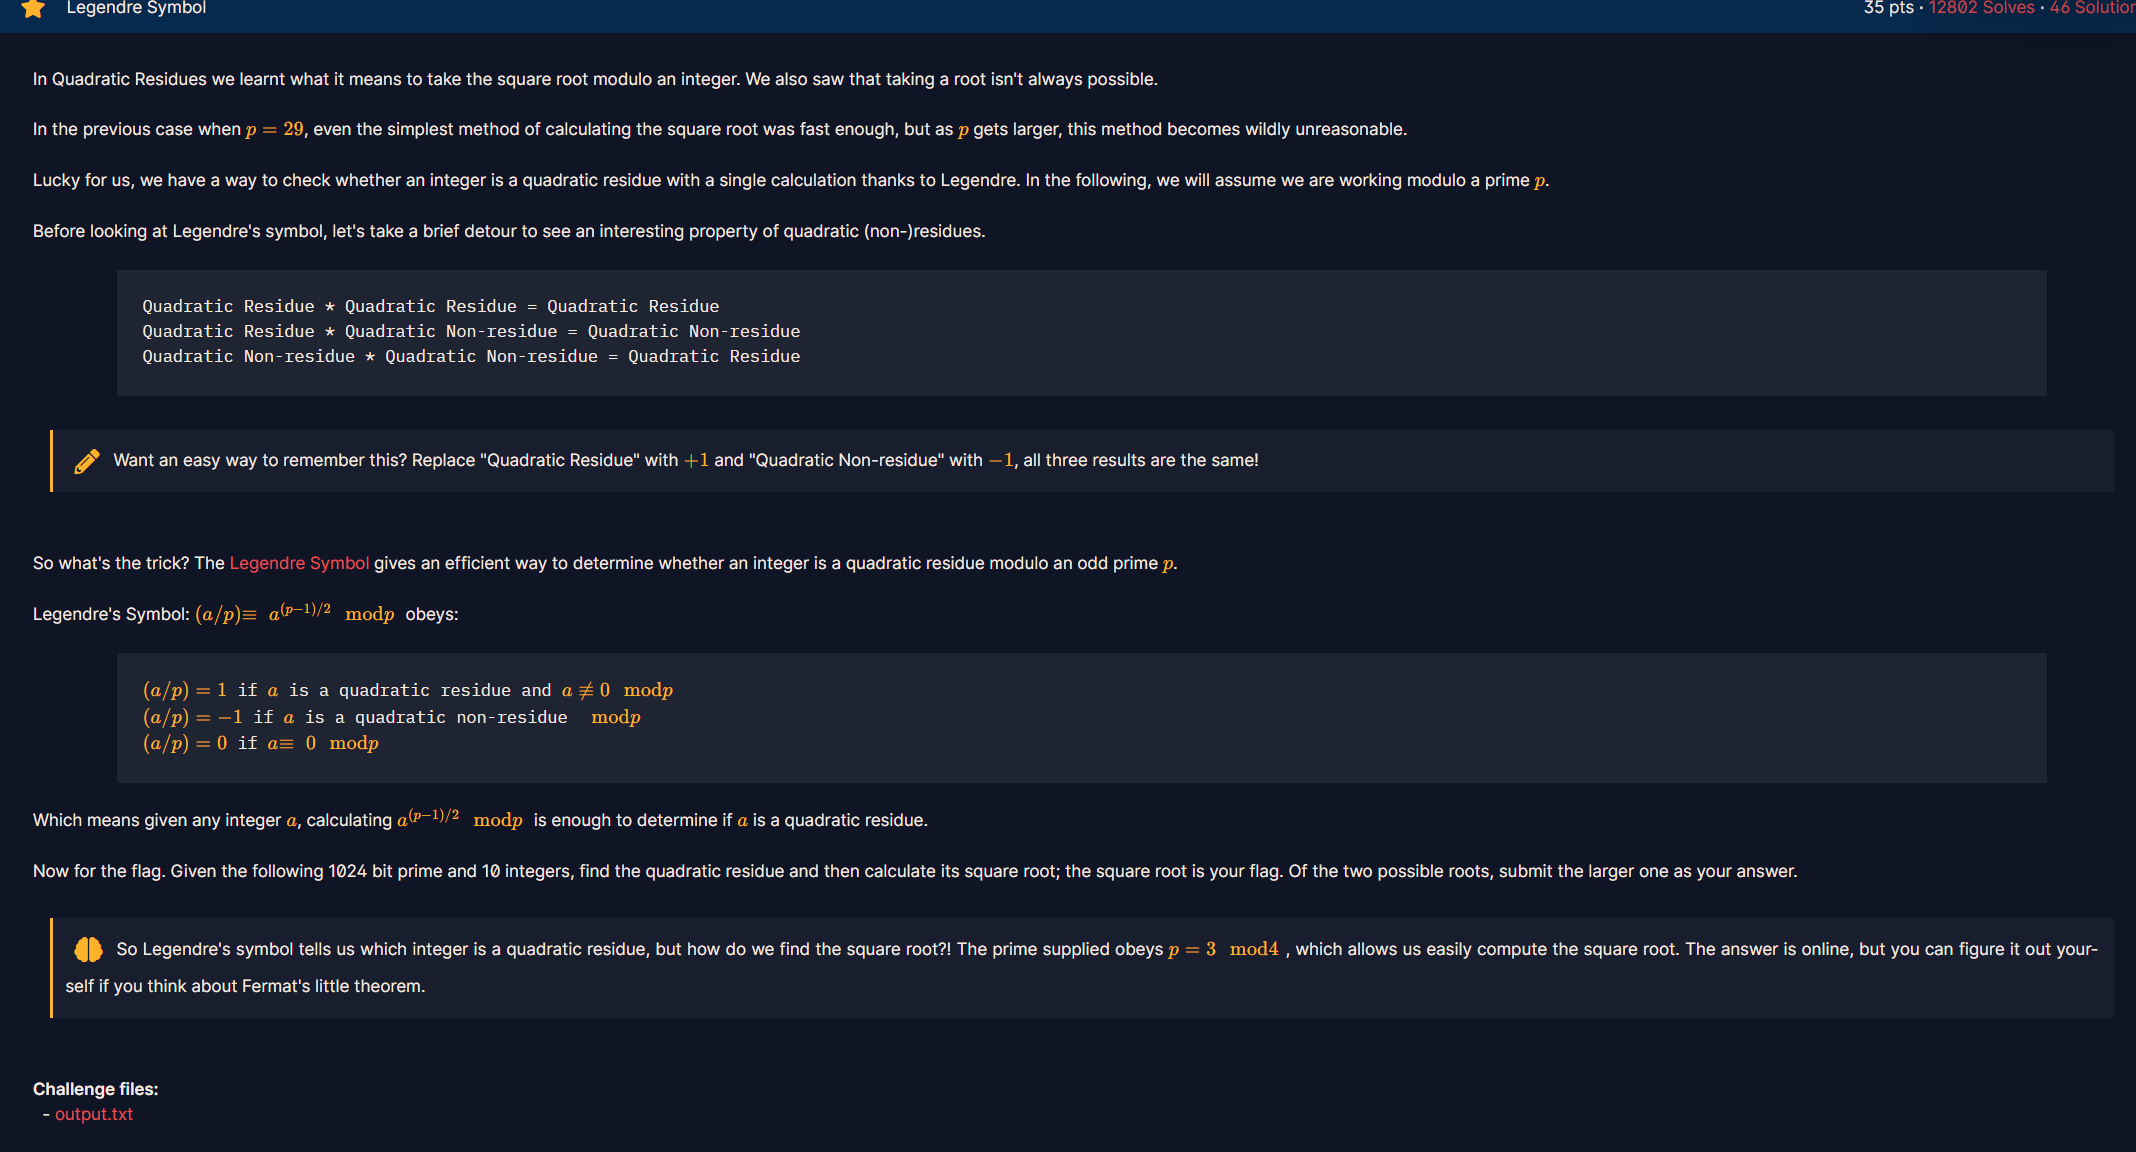 Legendre Symbol
35 pts · 12802 Solves · 46 Solution
In Quadratic Residues we learnt what it means to take the square root modulo an integer. We also saw that taking a root isn't always possible.
In the previous case when p = 29, even the simplest method of calculating the square root was fast enough, but as p gets larger, this method becomes wildly unreasonable.
Lucky for us, we have a way to check whether an integer is a quadratic residue with a single calculation thanks to Legendre. In the following, we will assume we are working modulo a prime p.
Before looking at Legendre's symbol, let's take a brief detour to see an interesting property of quadratic (non-)residues.
Quadratic Residue * Quadratic Residue = Quadratic Residue
Quadratic Residue * Quadratic Non-residue = Quadratic Non-residue
Quadratic Non-residue * Quadratic Non-residue = Quadratic Residue
Want an easy way to remember this? Replace "Quadratic Residue" with +1 and "Quadratic Non-residue" with −1, all three results are the same!
So what's the trick? The Legendre Symbol gives an efficient way to determine whether an integer is a quadratic residue modulo an odd prime p.
Legendre's Symbol: (a/p)≡ a^(p−1)/2 modp obeys:
(a/p) = 1 if a is a quadratic residue and a ≢ 0 modp
(a/p) = −1 if a is a quadratic non-residue modp
(a/p) = 0 if a≡ 0 modp
Which means given any integer a, calculating a^(p−1)/2 modp is enough to determine if a is a quadratic residue.
Now for the flag. Given the following 1024 bit prime and 10 integers, find the quadratic residue and then calculate its square root; the square root is your flag. Of the two possible roots, submit the larger one as your answer.
So Legendre's symbol tells us which integer is a quadratic residue, but how do we find the square root?! The prime supplied obeys p = 3 mod4 , which allows us easily compute the square root. The answer is online, but you can figure it out your-
self if you think about Fermat's little theorem.
Challenge files:
- output.txt